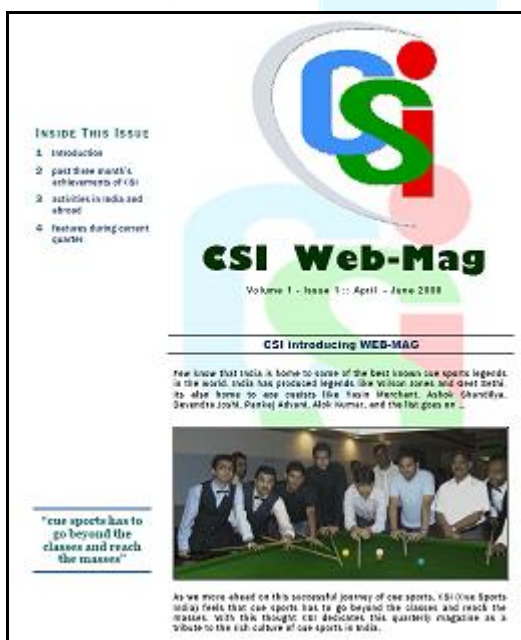 CSi
CSI Web-Mag
Volume 1 - Issue 1 :: April - June 2008
INSIDE THIS ISSUE
1 Introduction
2 past three month's
achievements of CSI
3 activities in India and
abroad
4 features during current
quarter
CSI introducing WEB-MAG
Few know that India is home to some of the best known cue sports legends
in the world. India has produced legends like Wilson Jones and Geet Sethi.
Its also home to ace cueists like Yasin Merchant, Ashok Shandilya,
Devendra Joshi, Pankaj Advani, Alok Kumar, and the list goes on ...
"cue sports has to
go beyond the
classes and reach
the masses"
As we move ahead on this successful journey of cue sports, CSI (Cue Sports
India) feels that cue sports has to go beyond the classes and reach the
masses. With this thought CSI dedicates this quarterly magazine as a
tribute to the rich culture of cue sports in India.